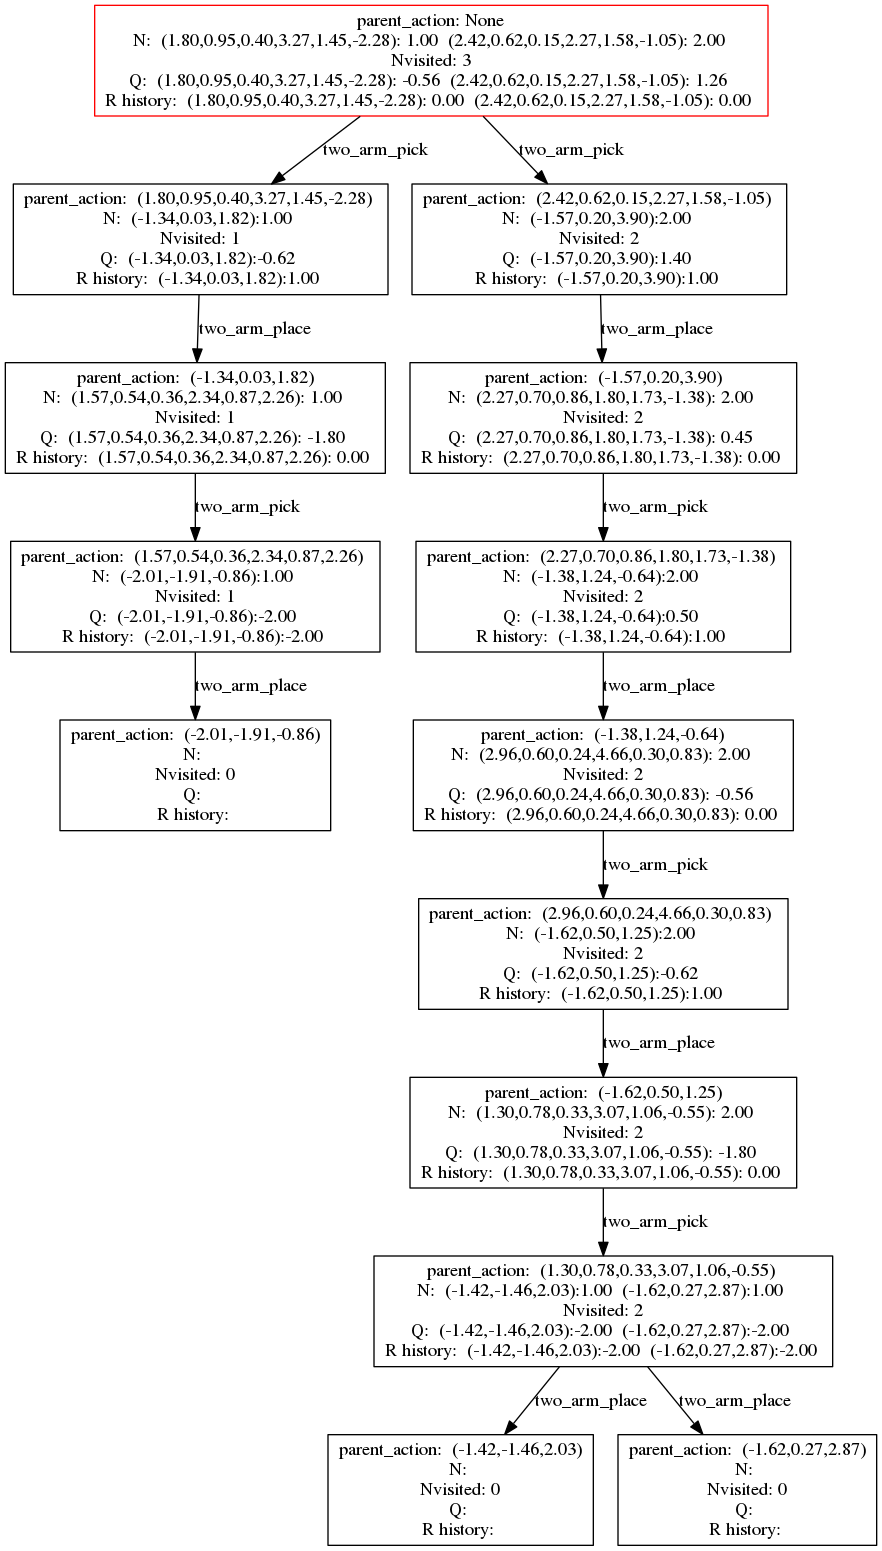 parent_action: None
N: (1.80,0.95,0.40,3.27,1.45,-2.28): 1.00 (2.42,0.62,0.15,2.27,1.58,-1.05): 2.00
Nvisited: 3
Q: (1.80,0.95,0.40,3.27,1.45,-2.28): -0.56 (2.42,0.62,0.15,2.27,1.58,-1.05): 1.26
R history: (1.80,0.95,0.40,3.27,1.45,-2.28): 0.00 (2.42,0.62,0.15,2.27,1.58,-1.05): 0.00
two_arm_pick
two_arm_pick
parent_action: (1.80,0.95,0.40,3.27,1.45,-2.28)
N: (-1.34,0.03,1.82):1.00
Nvisited: 1
Q: (-1.34,0.03,1.82):-0.62
R history: (-1.34,0.03,1.82):1.00
parent_action: (2.42,0.62,0.15,2.27,1.58,-1.05)
N: (-1.57,0.20,3.90):2.00
Nvisited: 2
Q: (-1.57,0.20,3.90):1.40
R history: (-1.57,0.20,3.90):1.00
two_arm_place
two_arm_place
parent_action: (-1.34,0.03,1.82)
N: (1.57,0.54,0.36,2.34,0.87,2.26): 1.00
Nvisited: 1
Q: (1.57,0.54,0.36,2.34,0.87,2.26): -1.80
R history: (1.57,0.54,0.36,2.34,0.87,2.26): 0.00
parent_action: (-1.57,0.20,3.90)
N: (2.27,0.70,0.86,1.80,1.73,-1.38): 2.00
Nvisited: 2
Q: (2.27,0.70,0.86,1.80,1.73,-1.38): 0.45
R history: (2.27,0.70,0.86,1.80,1.73,-1.38): 0.00
two_arm_pick
two_arm_pick
parent_action: (1.57,0.54,0.36,2.34,0.87,2.26)
N: (-2.01,-1.91,-0.86):1.00
Nvisited: 1
Q: (-2.01,-1.91,-0.86):-2.00
R history: (-2.01,-1.91,-0.86):-2.00
parent_action: (2.27,0.70,0.86,1.80,1.73,-1.38)
N: (-1.38,1.24,-0.64):2.00
Nvisited: 2
Q: (-1.38,1.24,-0.64):0.50
R history: (-1.38,1.24,-0.64):1.00
two_arm_place
two_arm_place
parent_action: (-2.01,-1.91,-0.86)
N:
Nvisited: 0
Q:
R history:
parent_action: (-1.38,1.24,-0.64)
N: (2.96,0.60,0.24,4.66,0.30,0.83): 2.00
Nvisited: 2
Q: (2.96,0.60,0.24,4.66,0.30,0.83): -0.56
R history: (2.96,0.60,0.24,4.66,0.30,0.83): 0.00
two_arm_pick
parent_action: (2.96,0.60,0.24,4.66,0.30,0.83)
N: (-1.62,0.50,1.25):2.00
Nvisited: 2
Q: (-1.62,0.50,1.25):-0.62
R history: (-1.62,0.50,1.25):1.00
two_arm_place
parent_action: (-1.62,0.50,1.25)
N: (1.30,0.78,0.33,3.07,1.06,-0.55): 2.00
Nvisited: 2
Q: (1.30,0.78,0.33,3.07,1.06,-0.55): -1.80
R history: (1.30,0.78,0.33,3.07,1.06,-0.55): 0.00
two_arm_pick
parent_action: (1.30,0.78,0.33,3.07,1.06,-0.55)
N: (-1.42,-1.46,2.03):1.00 (-1.62,0.27,2.87):1.00
Nvisited: 2
Q: (-1.42,-1.46,2.03):-2.00 (-1.62,0.27,2.87):-2.00
R history: (-1.42,-1.46,2.03):-2.00 (-1.62,0.27,2.87):-2.00
two_arm_place
two_arm_place
parent_action: (-1.42,-1.46,2.03)
N:
Nvisited: 0
Q:
R history:
parent_action: (-1.62,0.27,2.87)
N:
Nvisited: 0
Q:
R history: